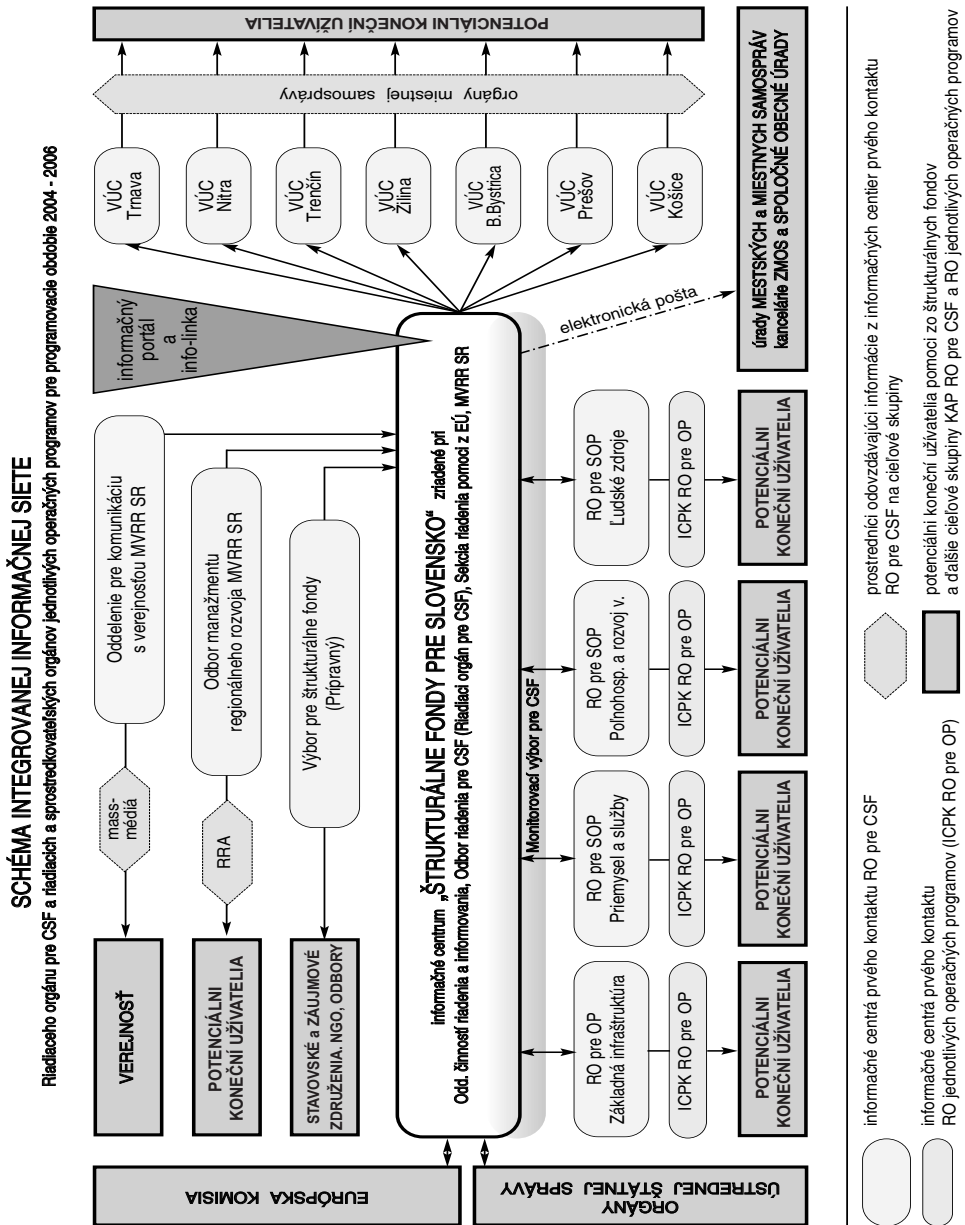 SCHÉMA INTEGROVANEJ INFORMAČNEJ SIETE
Riadiaceho orgánu pre CSF a riadiacich a sprostredkovateľských orgánov jednotlivých operačných programov pre programovacie obdobie 2004 - 2006
EURÓPSKA KOMISIA
ORGÁNY
ÚSTREDNEJ ŠTÁTNEJ SPRÁVY
VEREJNOSŤ
mass-
médiá
Oddelenie pre komunikáciu
s verejnosťou MVRR SR
POTENCIÁLNI
KONEČNÍ UŽÍVATELIA
RRA
Odbor manažmentu
regionálneho rozvoja MVRR SR
STAVOVSKÉ a ZÁUJMOVÉ
ZDRUŽENIA. NGO, ODBORY
Výbor pre štrukturálne fondy
(Prípravný)
informačný
portál
a
info-linka
informačné centrum „ŠTRUKTURÁLNE FONDY PRE SLOVENSKO“ zriadené pri
Odd. činností riadenia a informovania, Odbor riadenia pre CSF (Riadiaci orgán pre CSF), Sekcia riadenia pomoci z EÚ, MVRR SR
Monitorovací výbor pre CSF
VÚC
Trnava
VÚC
Nitra
VÚC
Trenčín
VÚC
Žilina
VÚC
B.Bystrica
VÚC
Prešov
VÚC
Košice
orgány miestnej samosprávy
POTENCIÁLNI KONEČNÍ UŽÍVATELIA
elektronická pošta
úrady MESTSKÝCH a MIESTNYCH SAMOSPRÁV
kancelárie ZMOS a SPOLOČNÉ OBECNÉ ÚRADY
RO pre OP
Základná infraštruktúra
ICPK RO pre OP
POTENCIÁLNI
KONEČNÍ UŽÍVATELIA
RO pre SOP
Priemysel a služby
ICPK RO pre OP
POTENCIÁLNI
KONEČNÍ UŽÍVATELIA
RO pre SOP
Poľnohosp. a rozvoj v.
ICPK RO pre OP
POTENCIÁLNI
KONEČNÍ UŽÍVATELIA
RO pre SOP
Ľudské zdroje
ICPK RO pre OP
POTENCIÁLNI
KONEČNÍ UŽÍVATELIA
informačné centrá prvého kontaktu RO pre CSF
informačné centrá prvého kontaktu
RO jednotlivých operačných programov (ICPK RO pre OP)
prostredníci odovzdávajúci informácie z informačných centier prvého kontaktu
RO pre CSF na cieľové skupiny
potenciálni koneční užívatelia pomoci zo štrukturálnych fondov
a ďalšie cieľové skupiny KAP RO pre CSF a RO jednotlivých operačných programov